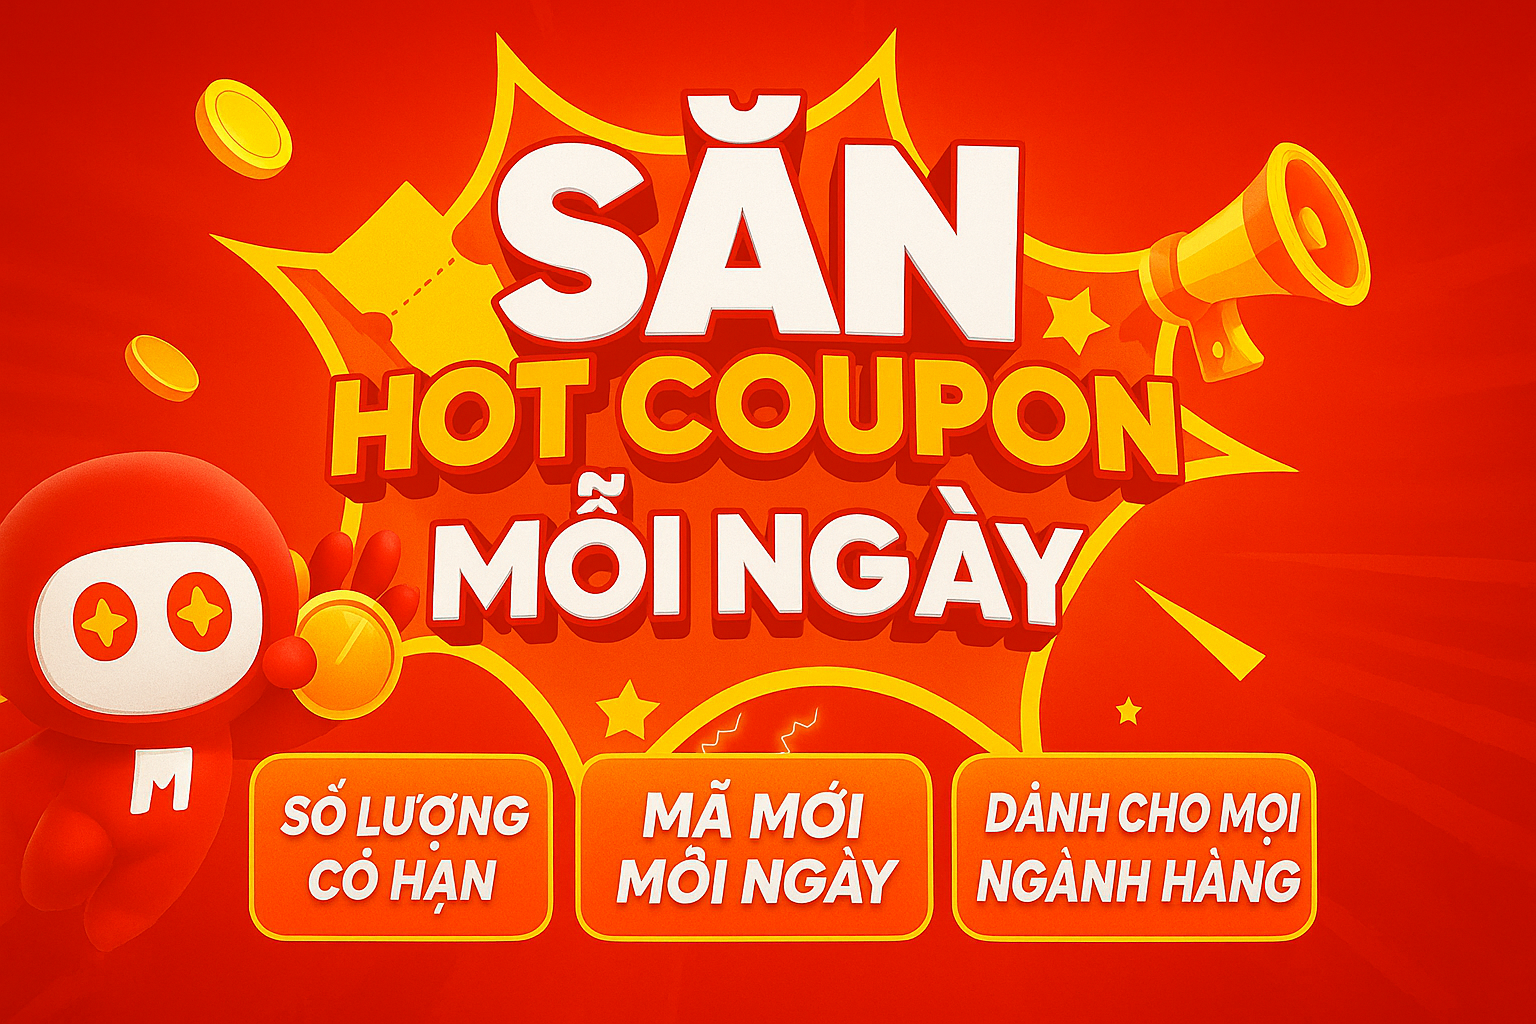 SĂN
HOT COUPON
MỖI NGÀY
M
SỐ LƯỢNG
CÓ HẠN
MÃ MỚI
MỖI NGÀY
DÀNH CHO MỌI
NGÀNH HÀNG